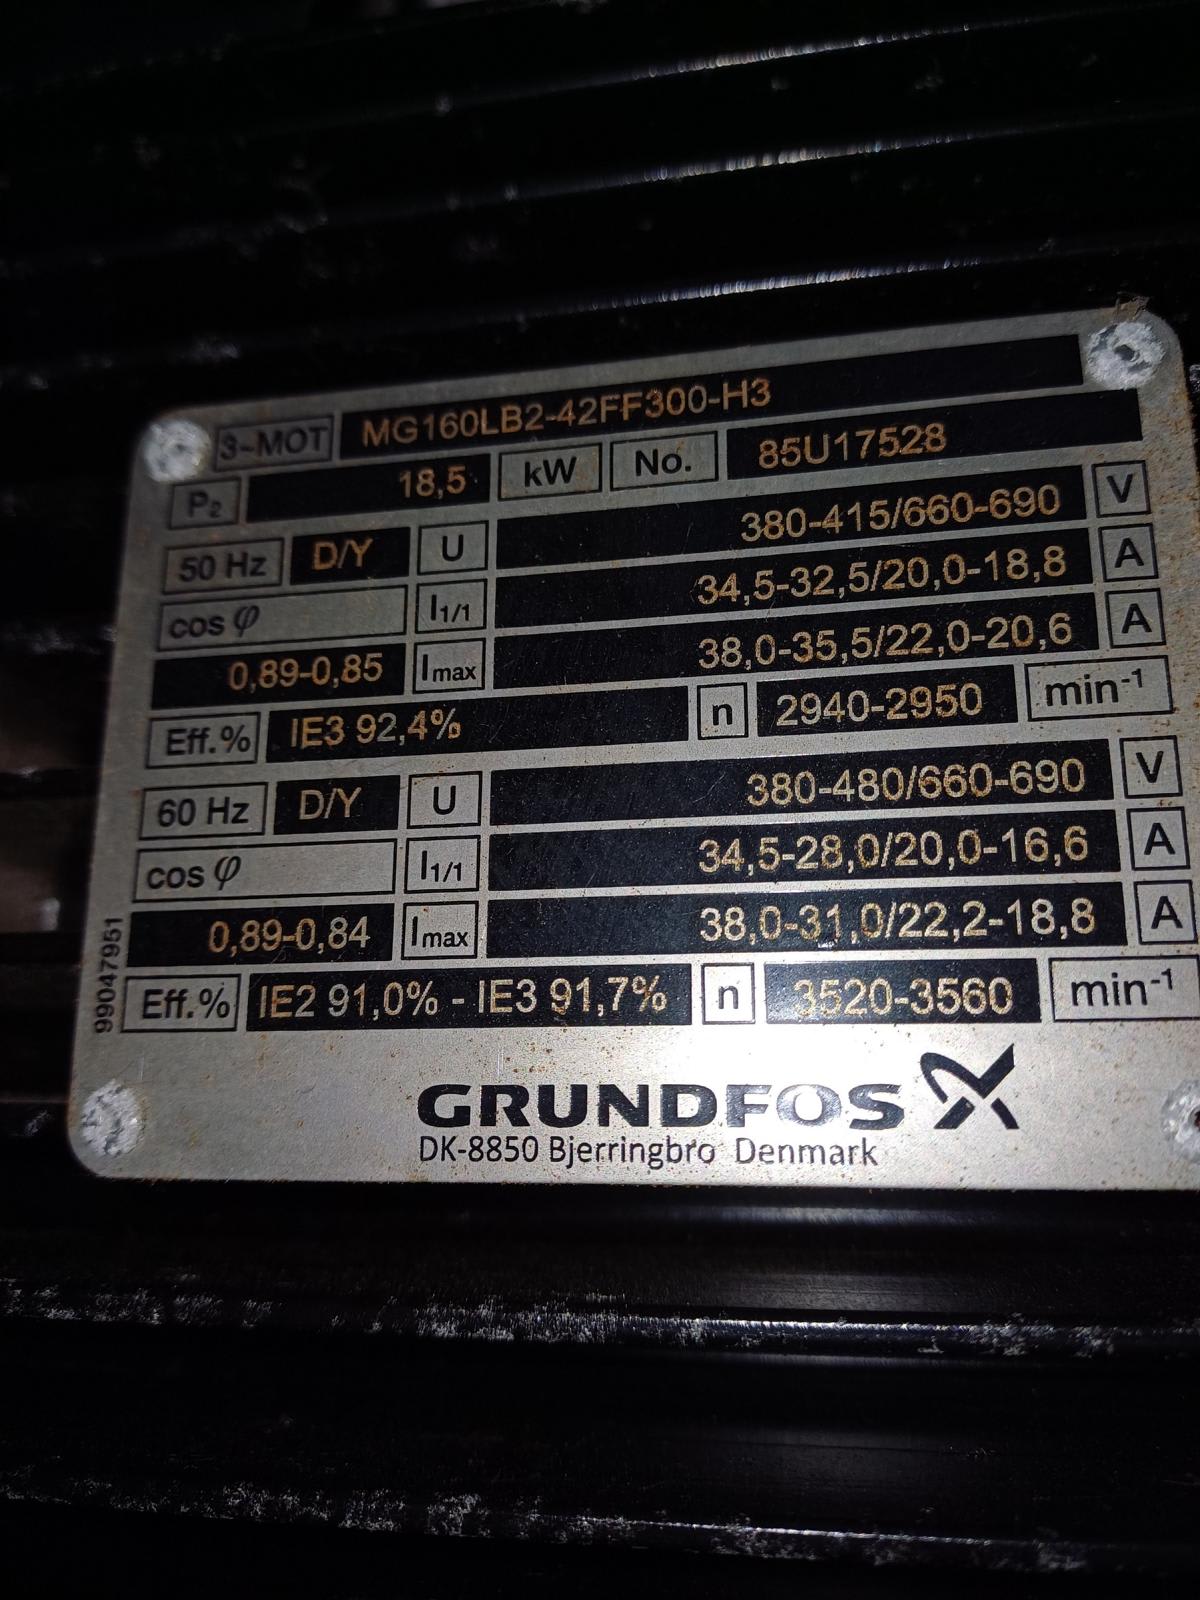 3~MOT MG160LB2-42FF300-H3
P2 18,5 kW No. 85U17528
50 Hz D/Y U 380-415/660-690 V
cos φ I1/1 34,5-32,5/20,0-18,8 A
0,89-0,85 Imax 38,0-35,5/22,0-20,6 A
Eff.% IE3 92,4% n 2940-2950 min-1
60 Hz D/Y U 380-480/660-690 V
cos φ I1/1 34,5-28,0/20,0-16,6 A
0,89-0,84 Imax 38,0-31,0/22,2-18,8 A
Eff.% IE2 91,0% - IE3 91,7% n 3520-3560 min-1
99047951
GRUNDFOS
DK-8850 Bjerringbro Denmark